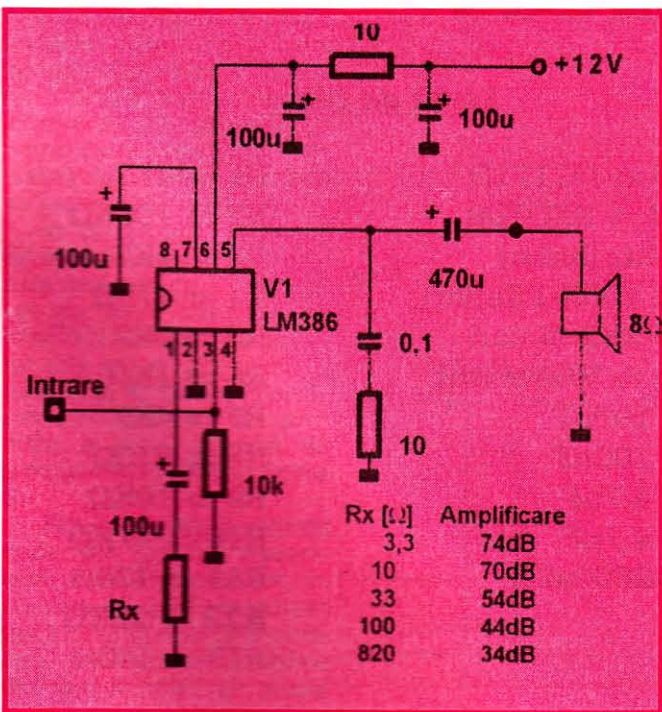 10
+12V
+
100u
+
100u
+
100u
8 7 6 5
V1
LM386
1 2 3 4
+
470u
8Ω
0.1
10
Intrare
10k
+
100u
Rx
Rx [Ω] Amplificare
3,3 74dB
10 70dB
33 54dB
100 44dB
820 34dB